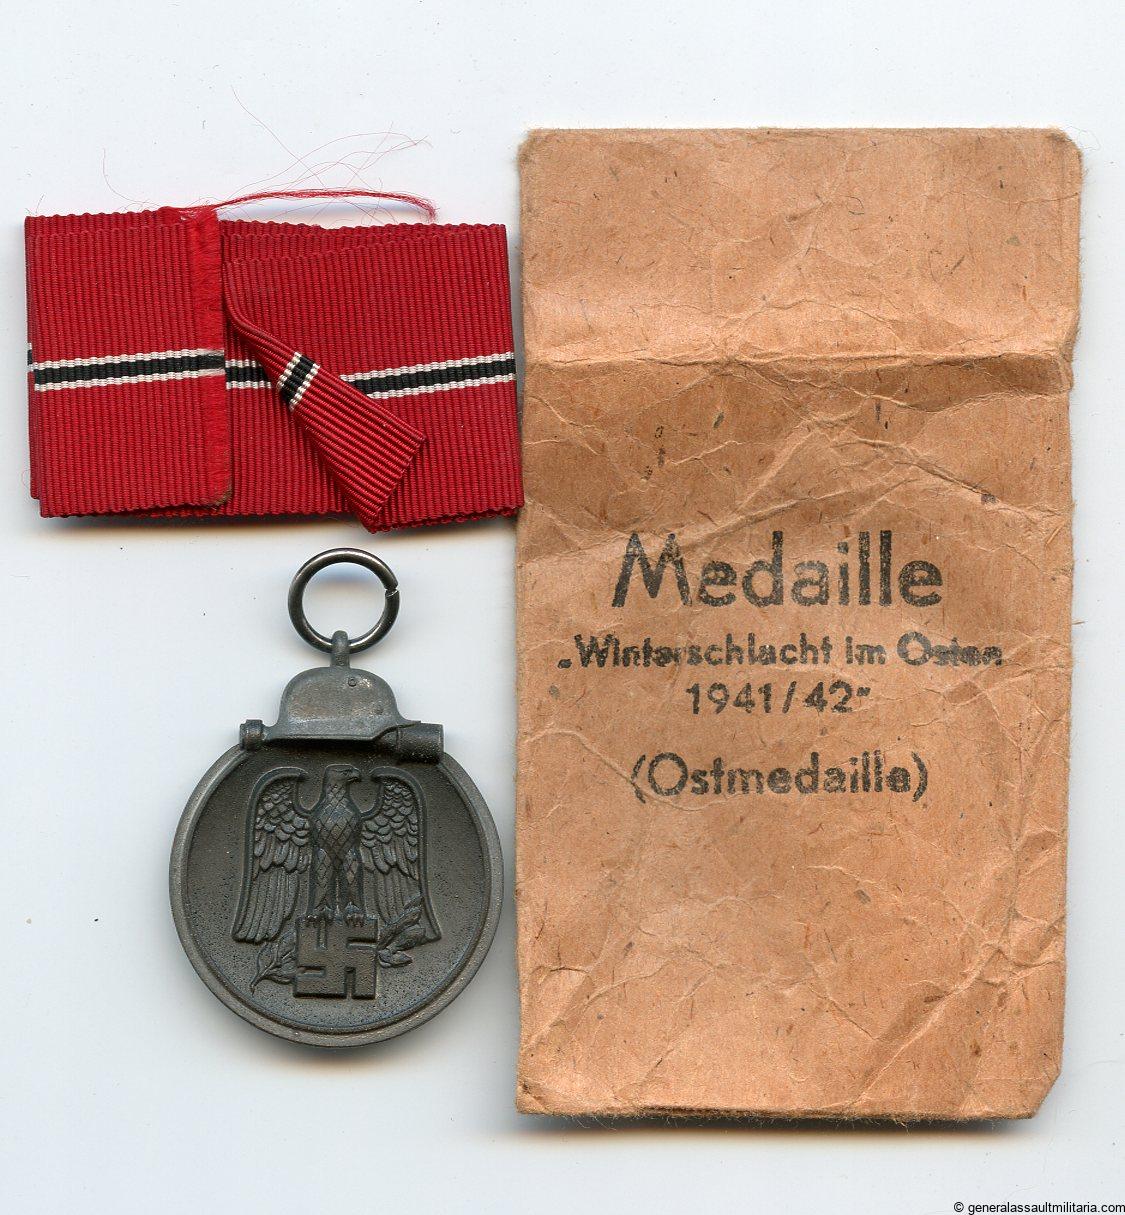 Medaille
„Winterschlacht im Osten
1941/42“
(Ostmedaille)
© generalassaultmilitaria.com